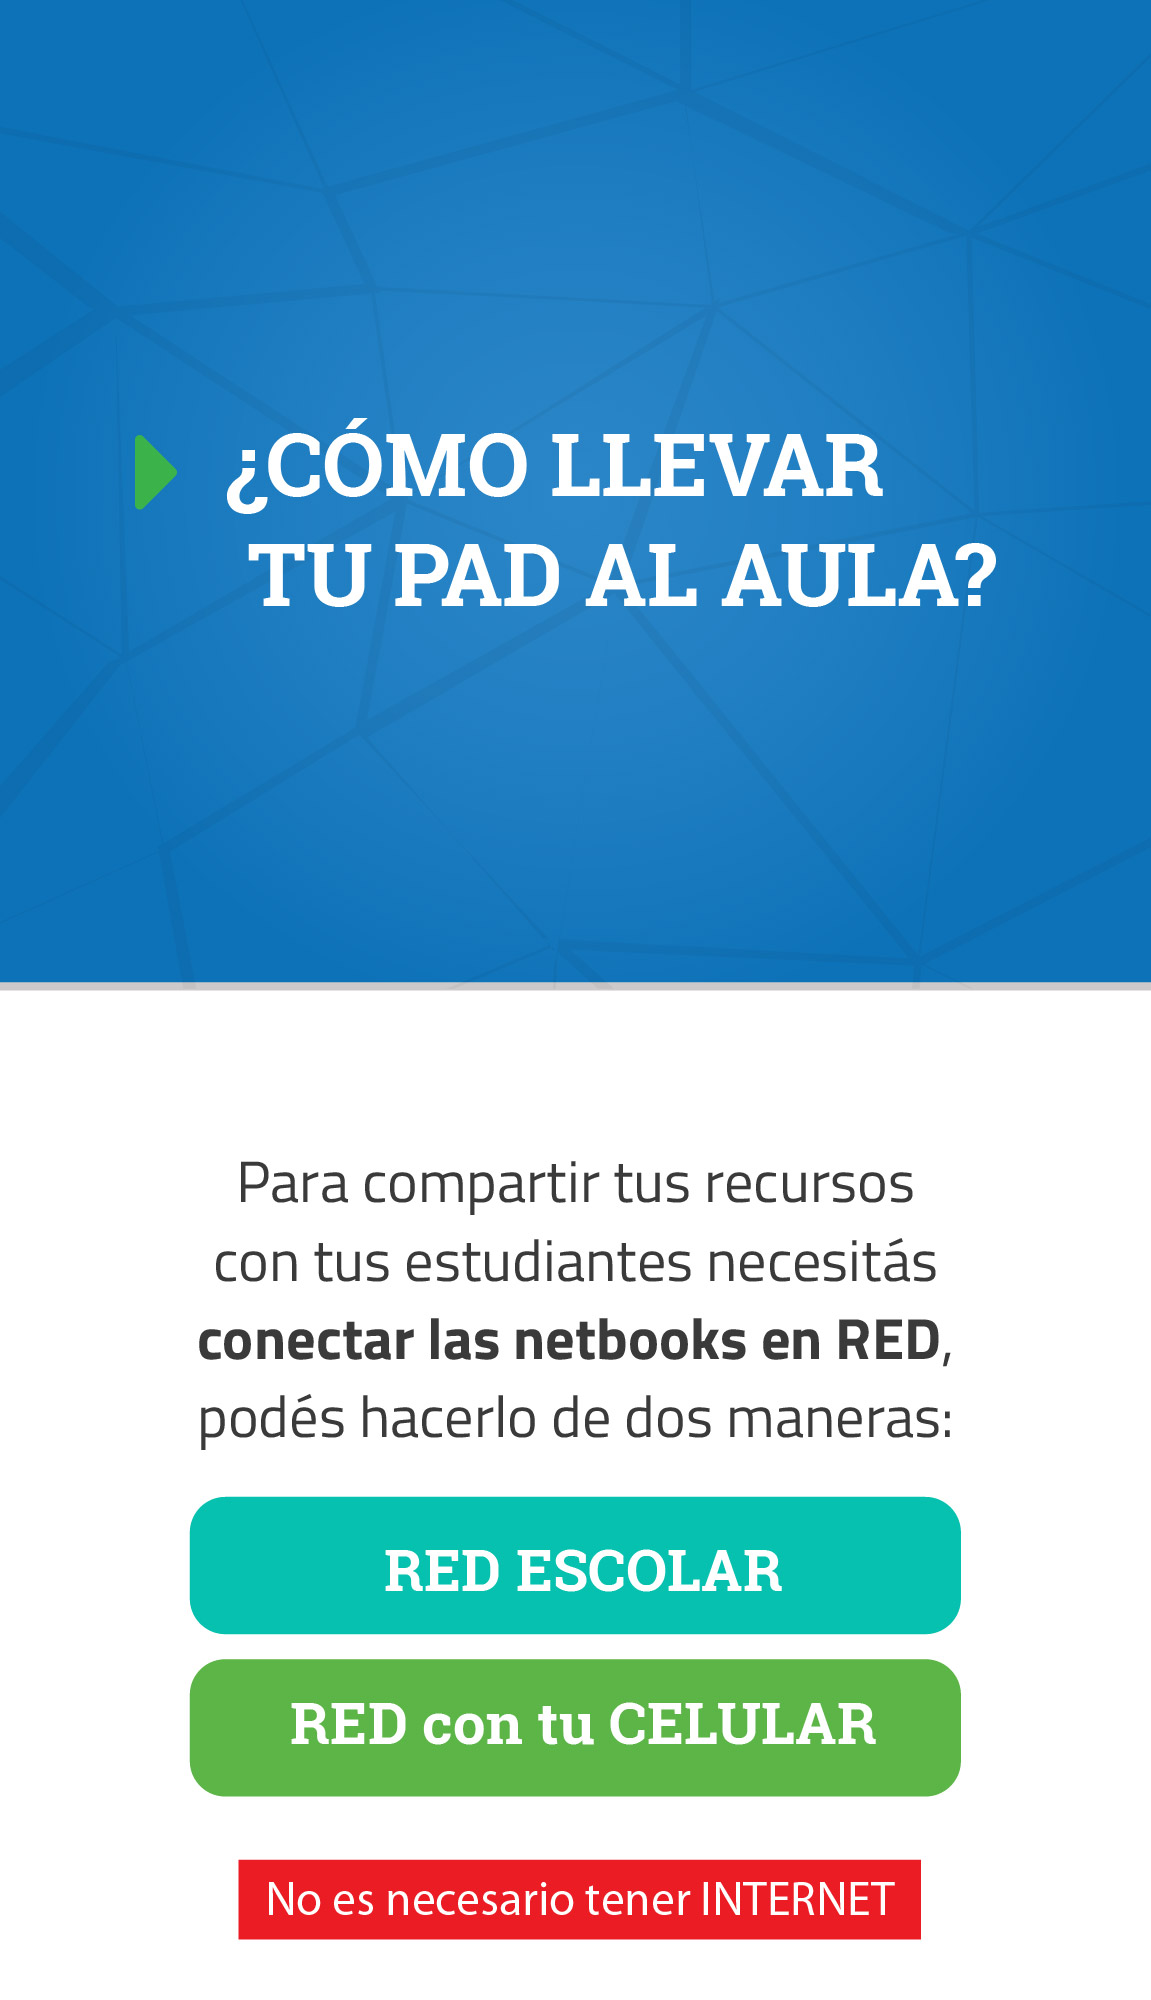 ¿CÓMO LLEVAR
TU PAD AL AULA?
Para compartir tus recursos
con tus estudiantes necesitás
conectar las netbooks en RED,
podés hacerlo de dos maneras:
RED ESCOLAR
RED con tu CELULAR
No es necesario tener INTERNET